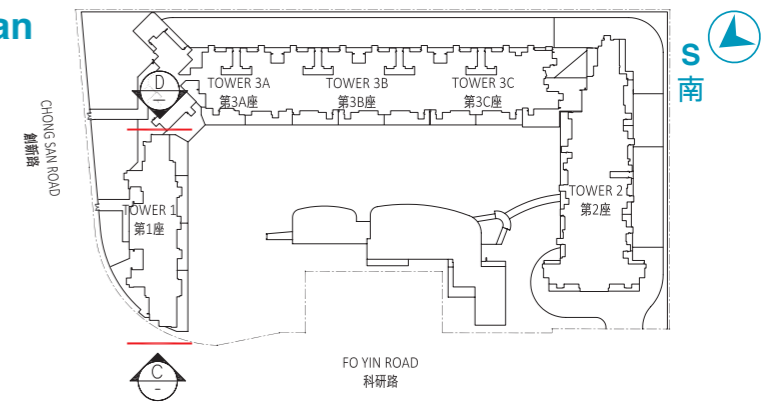 an
S
南
D
TOWER 3A
第3A座
TOWER 3B
第3B座
TOWER 3C
第3C座
CHONG SAN ROAD
創新路
TOWER 1
第1座
TOWER 2
第2座
FO YIN ROAD
科研路
C